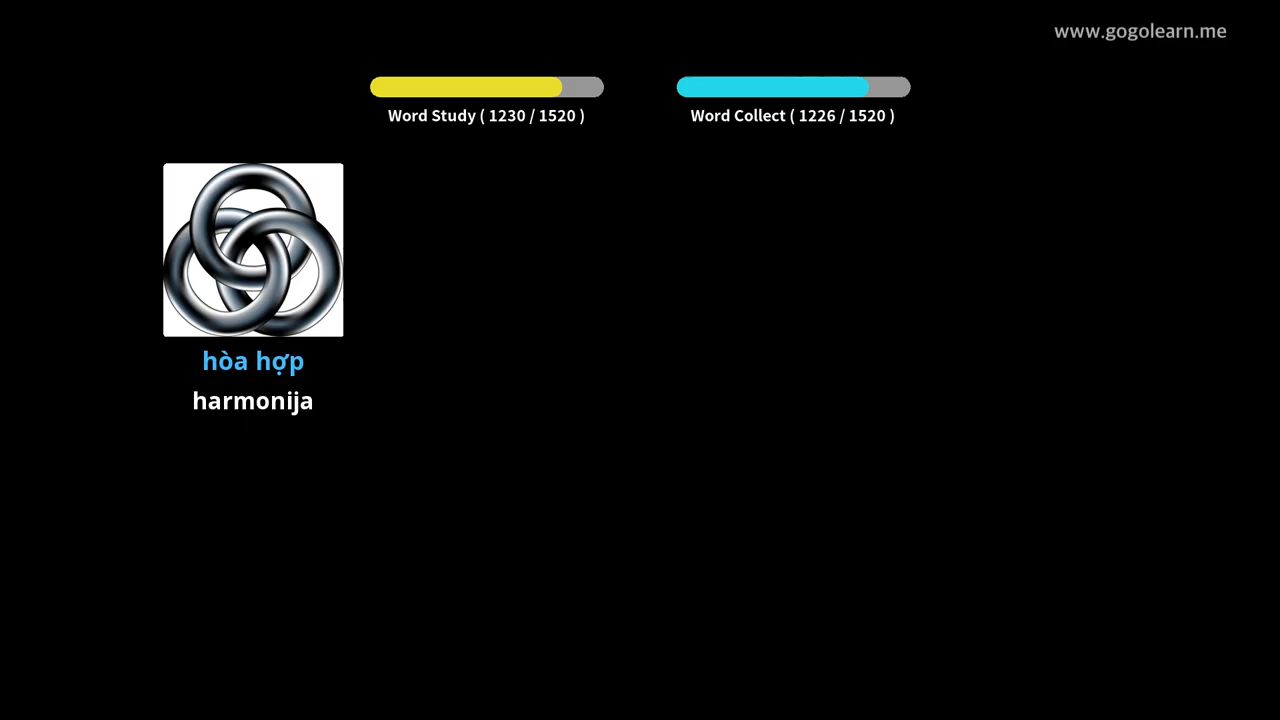 www.gogolearn.me
Word Study ( 1230 / 1520 )
Word Collect ( 1226 / 1520 )
hòa hợp
harmonija